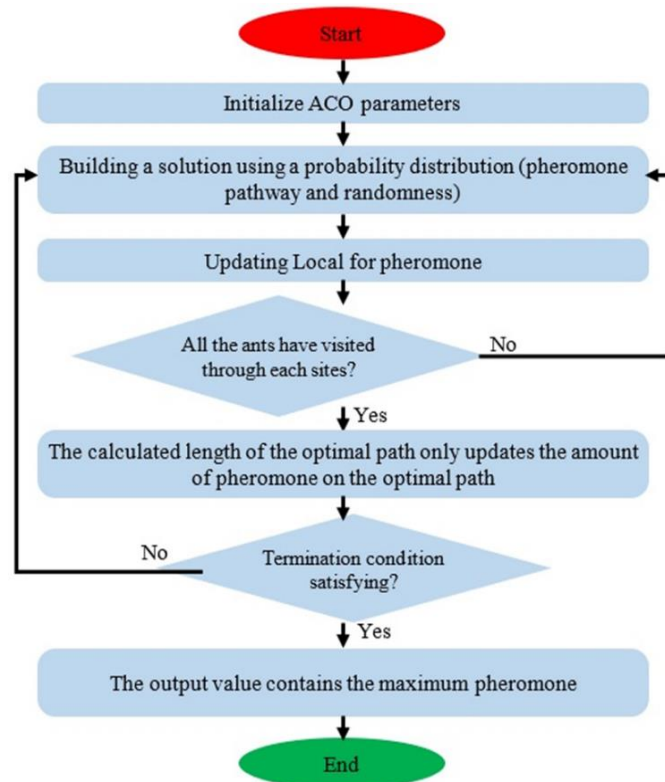 Start
Initialize ACO parameters
Building a solution using a probability distribution (pheromone
pathway and randomness)
Updating Local for pheromone
All the ants have visited
through each sites?
No
Yes
The calculated length of the optimal path only updates the amount
of pheromone on the optimal path
No
Termination condition
satisfying?
Yes
The output value contains the maximum pheromone
End